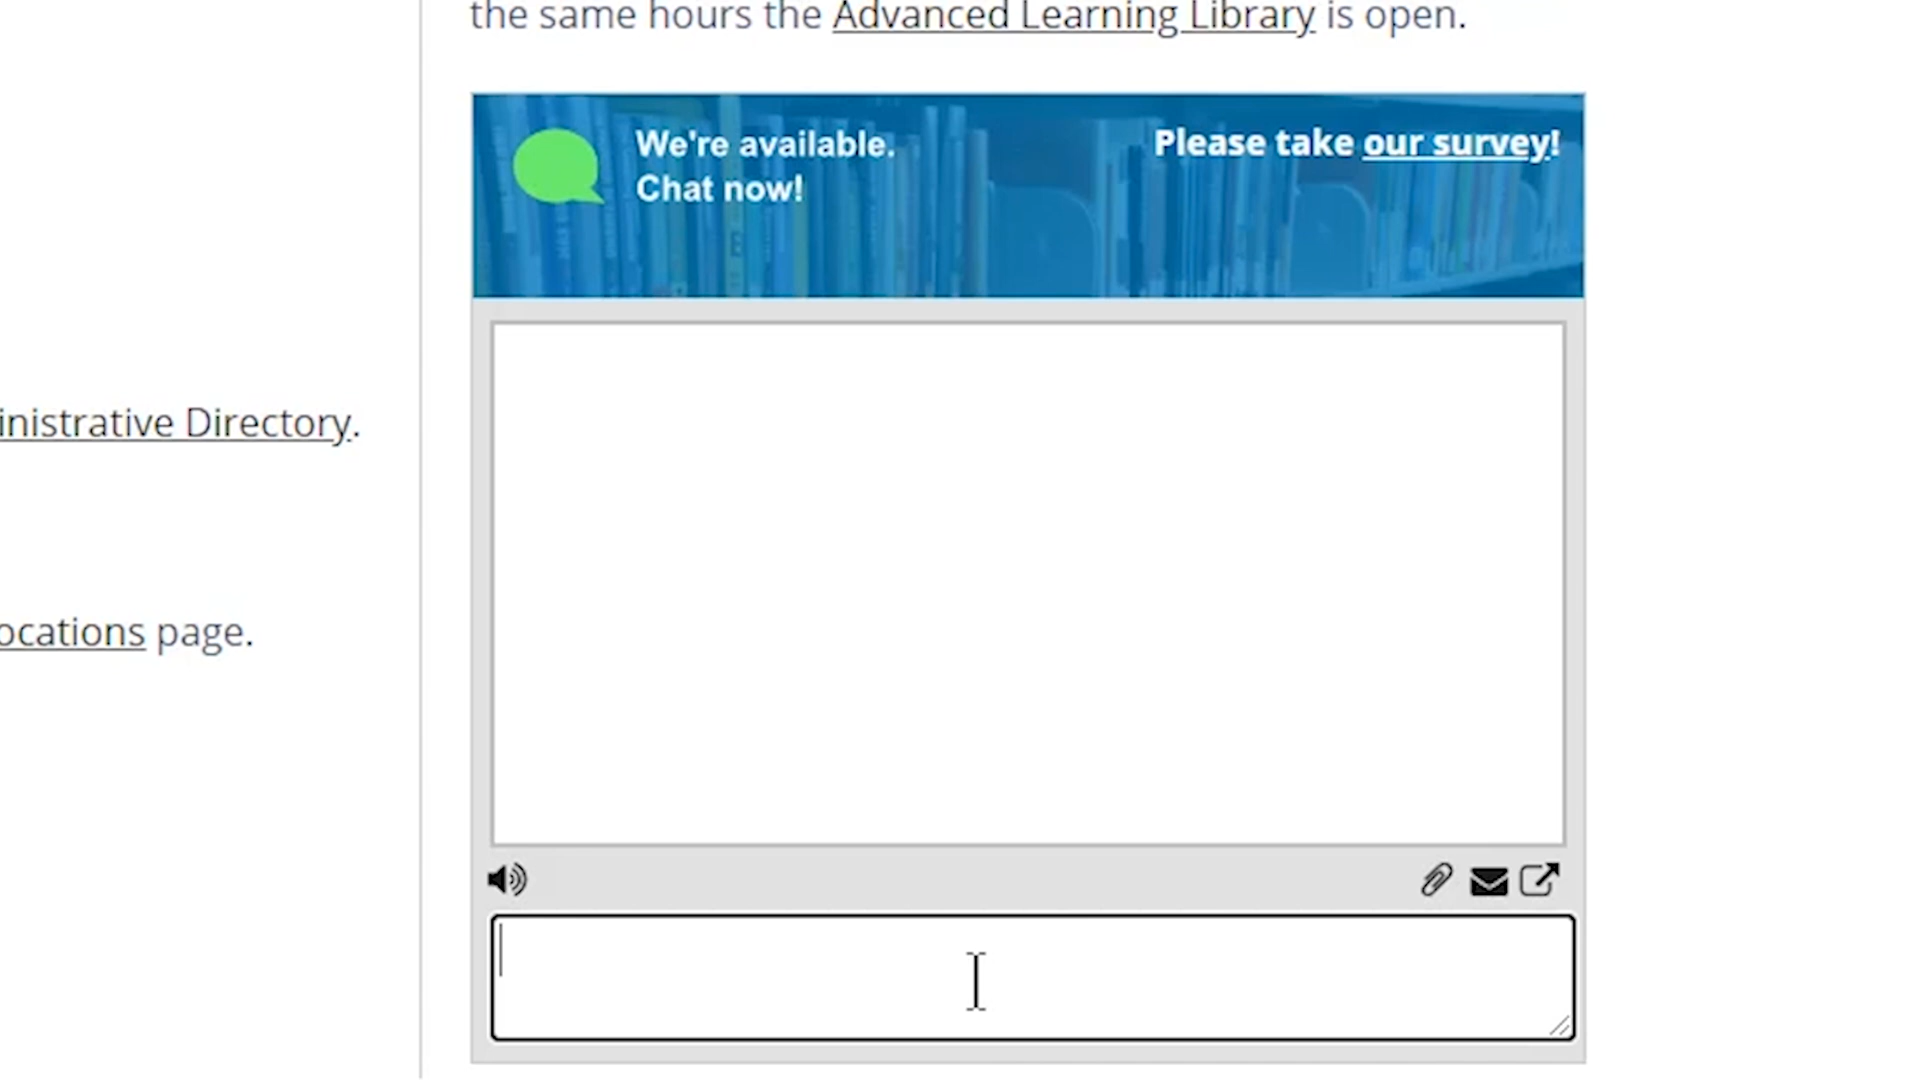 the same hours the Advanced Learning Library is open.
We're available.
Chat now!
Please take our survey!
inistrative Directory.
ocations page.